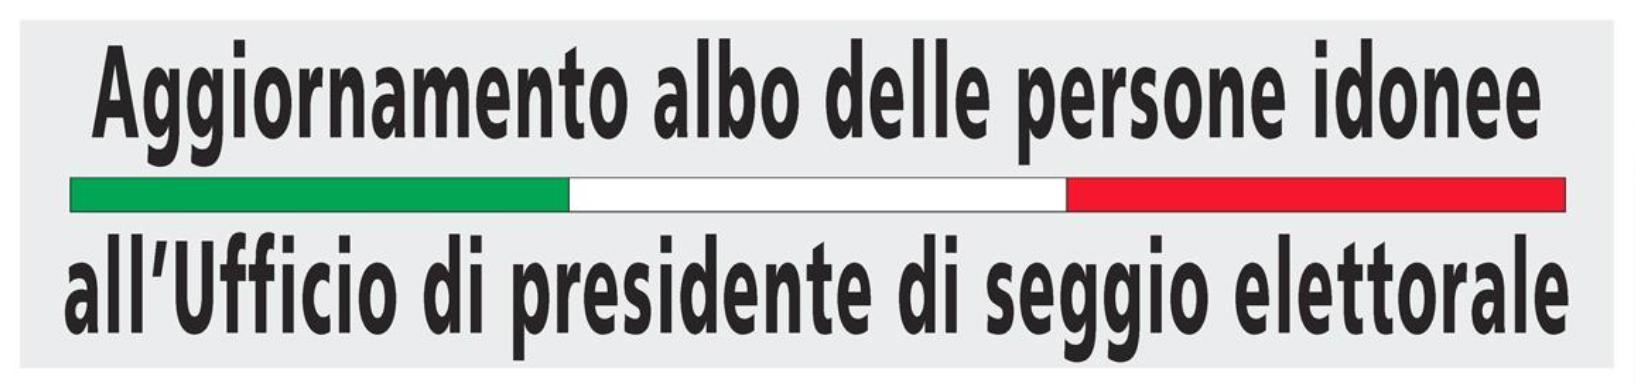 Aggiornamento albo delle persone idonee
all’Ufficio di presidente di seggio elettorale